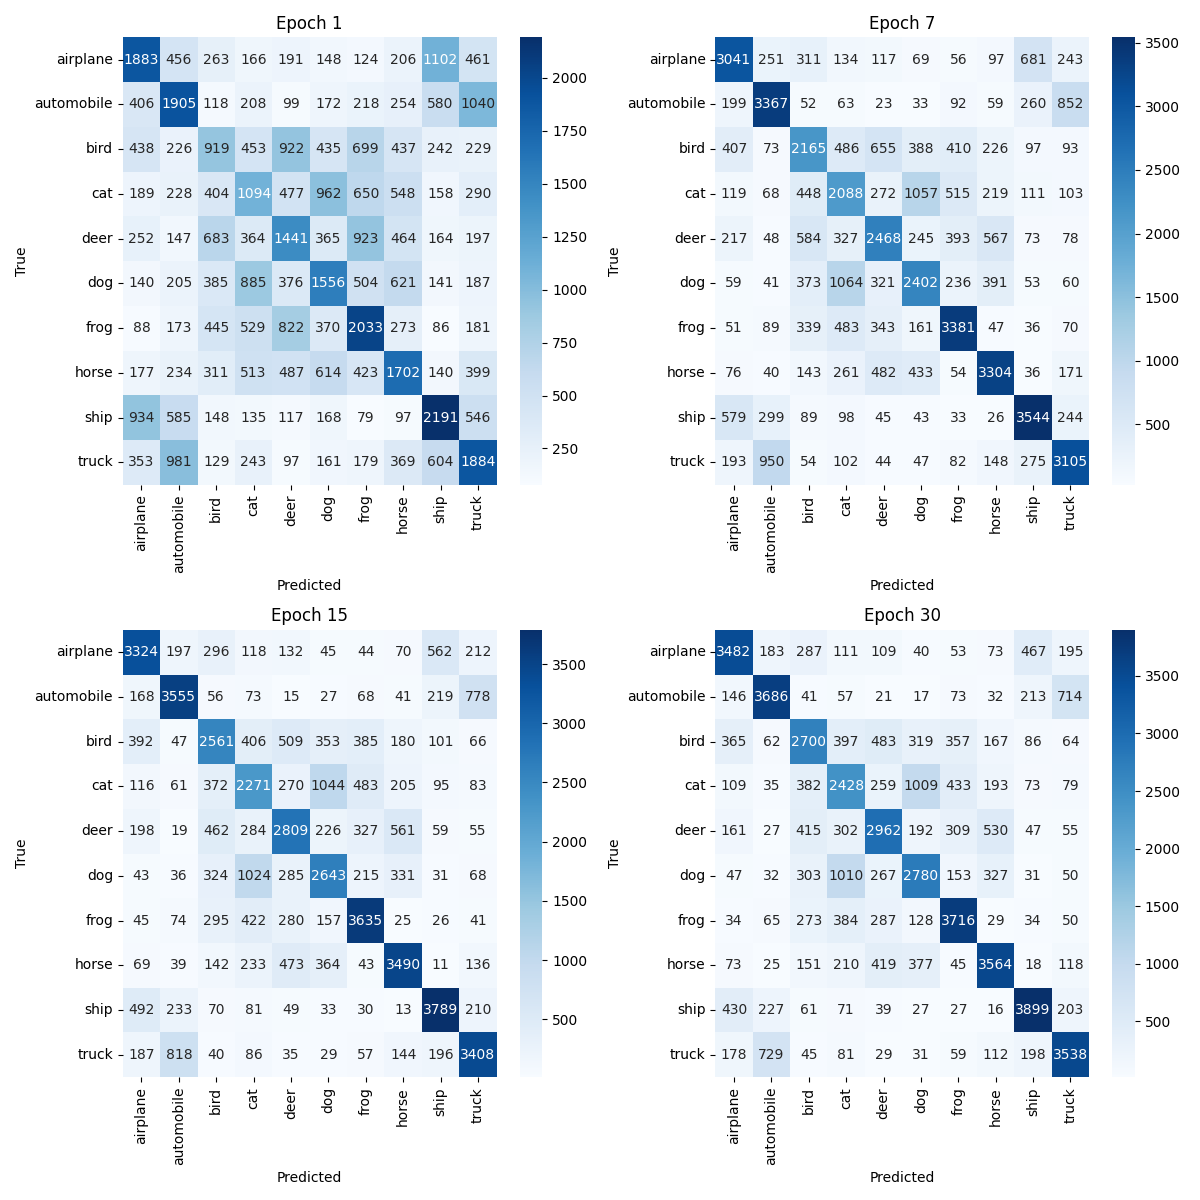 Epoch 1
airplane 1883 456 263 166 191 148 124 206 1102 461
automobile 406 1905 118 208 99 172 218 254 580 1040
bird 438 226 919 453 922 435 699 437 242 229
cat 189 228 404 1094 477 962 650 548 158 290
deer 252 147 683 364 1441 365 923 464 164 197
dog 140 205 385 885 376 1556 504 621 141 187
frog 88 173 445 529 822 370 2033 273 86 181
horse 177 234 311 513 487 614 423 1702 140 399
ship 934 585 148 135 117 168 79 97 2191 546
truck 353 981 129 243 97 161 179 369 604 1884
airplane automobile bird cat deer dog frog horse ship truck
True
Predicted
2000
1750
1500
1250
1000
750
500
250
Epoch 7
airplane 3041 251 311 134 117 69 56 97 681 243
automobile 199 3367 52 63 23 33 92 59 260 852
bird 407 73 2165 486 655 388 410 226 97 93
cat 119 68 448 2088 272 1057 515 219 111 103
deer 217 48 584 327 2468 245 393 567 73 78
dog 59 41 373 1064 321 2402 236 391 53 60
frog 51 89 339 483 343 161 3381 47 36 70
horse 76 40 143 261 482 433 54 3304 36 171
ship 579 299 89 98 45 43 33 26 3544 244
truck 193 950 54 102 44 47 82 148 275 3105
airplane automobile bird cat deer dog frog horse ship truck
True
Predicted
3500
3000
2500
2000
1500
1000
500
Epoch 15
airplane 3324 197 296 118 132 45 44 70 562 212
automobile 168 3555 56 73 15 27 68 41 219 778
bird 392 47 2561 406 509 353 385 180 101 66
cat 116 61 372 2271 270 1044 483 205 95 83
deer 198 19 462 284 2809 226 327 561 59 55
dog 43 36 324 1024 285 2643 215 331 31 68
frog 45 74 295 422 280 157 3635 25 26 41
horse 69 39 142 233 473 364 43 3490 11 136
ship 492 233 70 81 49 33 30 13 3789 210
truck 187 818 40 86 35 29 57 144 196 3408
airplane automobile bird cat deer dog frog horse ship truck
True
Predicted
3500
3000
2500
2000
1500
1000
500
Epoch 30
airplane 3482 183 287 111 109 40 53 73 467 195
automobile 146 3686 41 57 21 17 73 32 213 714
bird 365 62 2700 397 483 319 357 167 86 64
cat 109 35 382 2428 259 1009 433 193 73 79
deer 161 27 415 302 2962 192 309 530 47 55
dog 47 32 303 1010 267 2780 153 327 31 50
frog 34 65 273 384 287 128 3716 29 34 50
horse 73 25 151 210 419 377 45 3564 18 118
ship 430 227 61 71 39 27 27 16 3899 203
truck 178 729 45 81 29 31 59 112 198 3538
airplane automobile bird cat deer dog frog horse ship truck
True
Predicted
3500
3000
2500
2000
1500
1000
500